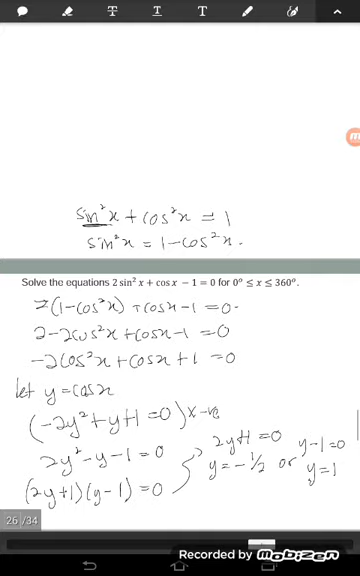 sin²x + cos²x = 1
sin²x = 1 - cos²x.
Solve the equations 2 sin² x + cos x − 1 = 0 for 0° ≤ x ≤ 360°.
2(1-cos²x) + cosx - 1 = 0
2 - 2cos²x + cosx - 1 = 0
-2cos²x + cosx + 1 = 0
let y = cosx
(-2y² + y + 1 = 0) x -ve
2y² - y - 1 = 0
(2y+1)(y-1) = 0
2y+1 = 0
y = -1/2 or
y-1=0
y=1
26 /34
Recorded by Mobizen